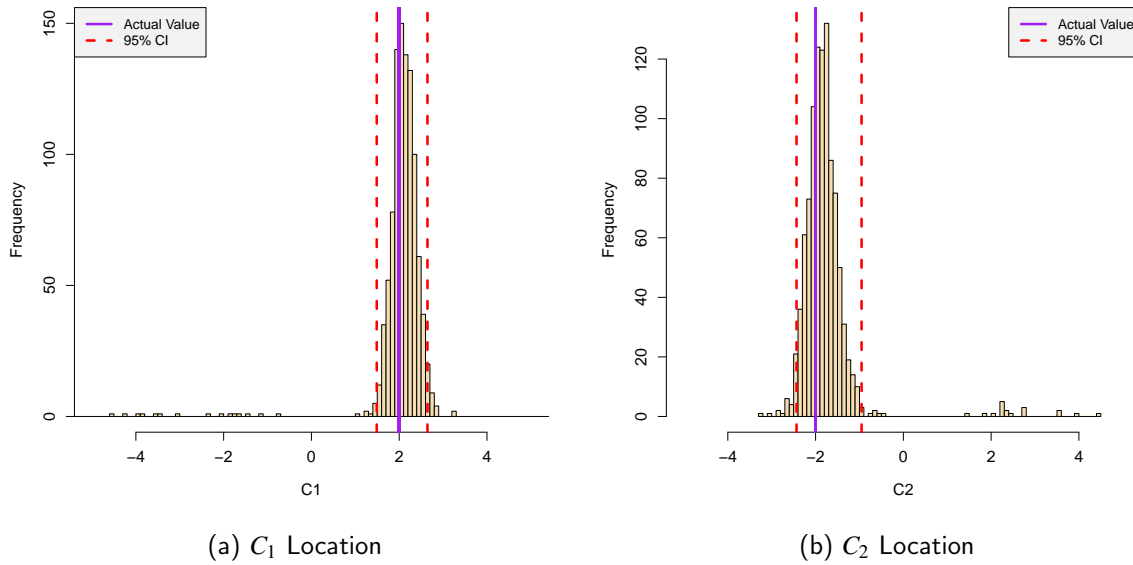 Actual Value
95% CI
Frequency
0
50
100
150
−4
−2
0
2
4
C1
(a) C₁ Location
Actual Value
95% CI
Frequency
0
20
40
60
80
100
120
−4
−2
0
2
4
C2
(b) C₂ Location